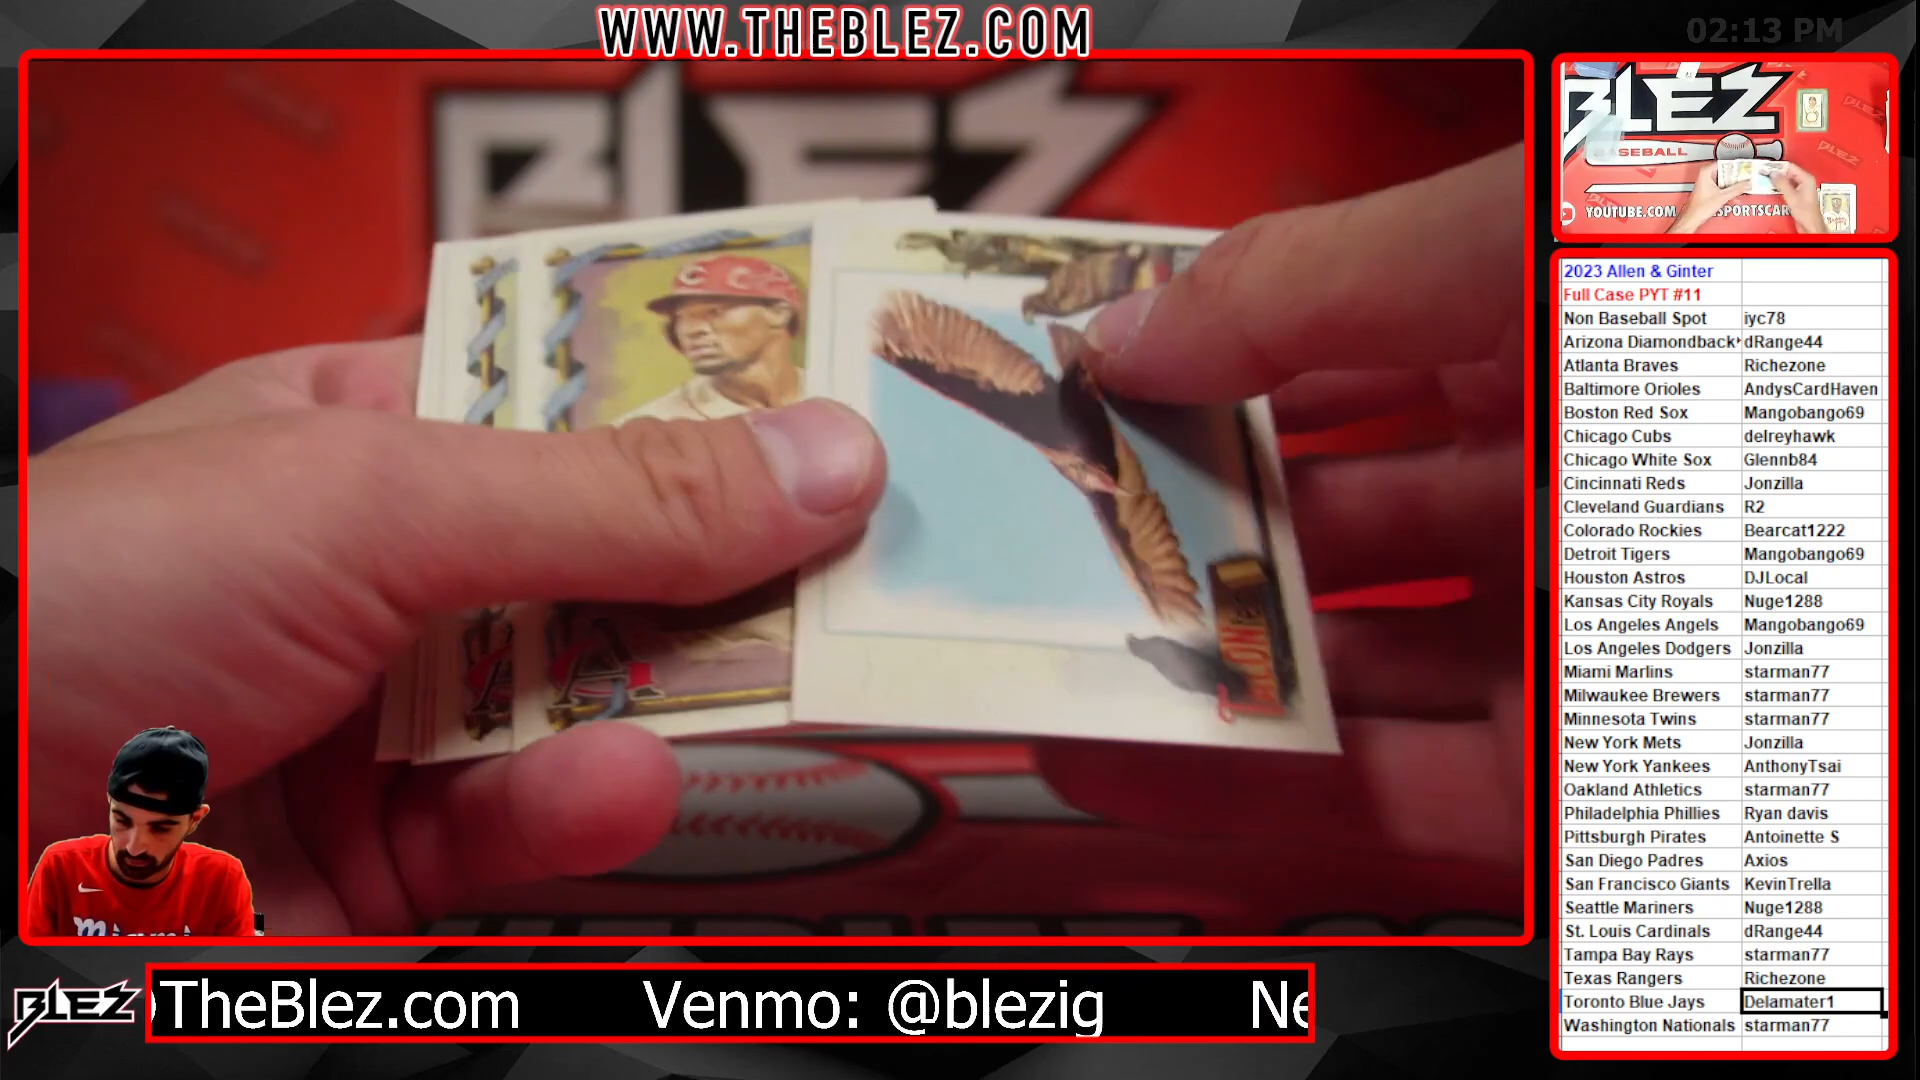 WWW.THEBLEZ.COM
02:13 PM
BLEZ
BLEZ
BASEBALL
BLEZ
BLEZ
YOUTUBE.COM
SPORTSCAR
2023 Allen & Ginter
Full Case PYT #11
Non Baseball Spot iyc78
Arizona Diamondback dRange44
Atlanta Braves Richezone
Baltimore Orioles AndysCardHaven
Boston Red Sox Mangobango69
Chicago Cubs delreyhawk
Chicago White Sox Glennb84
Cincinnati Reds Jonzilla
Cleveland Guardians R2
Colorado Rockies Bearcat1222
Detroit Tigers Mangobango69
Houston Astros DJLocal
Kansas City Royals Nuge1288
Los Angeles Angels Mangobango69
Los Angeles Dodgers Jonzilla
Miami Marlins starman77
Milwaukee Brewers starman77
Minnesota Twins starman77
New York Mets Jonzilla
New York Yankees AnthonyTsai
Oakland Athletics starman77
Philadelphia Phillies Ryan davis
Pittsburgh Pirates Antoinette S
San Diego Padres Axios
San Francisco Giants KevinTrella
Seattle Mariners Nuge1288
St. Louis Cardinals dRange44
Tampa Bay Rays starman77
Texas Rangers Richezone
Toronto Blue Jays Delamater1
Washington Nationals starman77
Miami
BLEZ
TheBlez.com Venmo: @blezig Ne